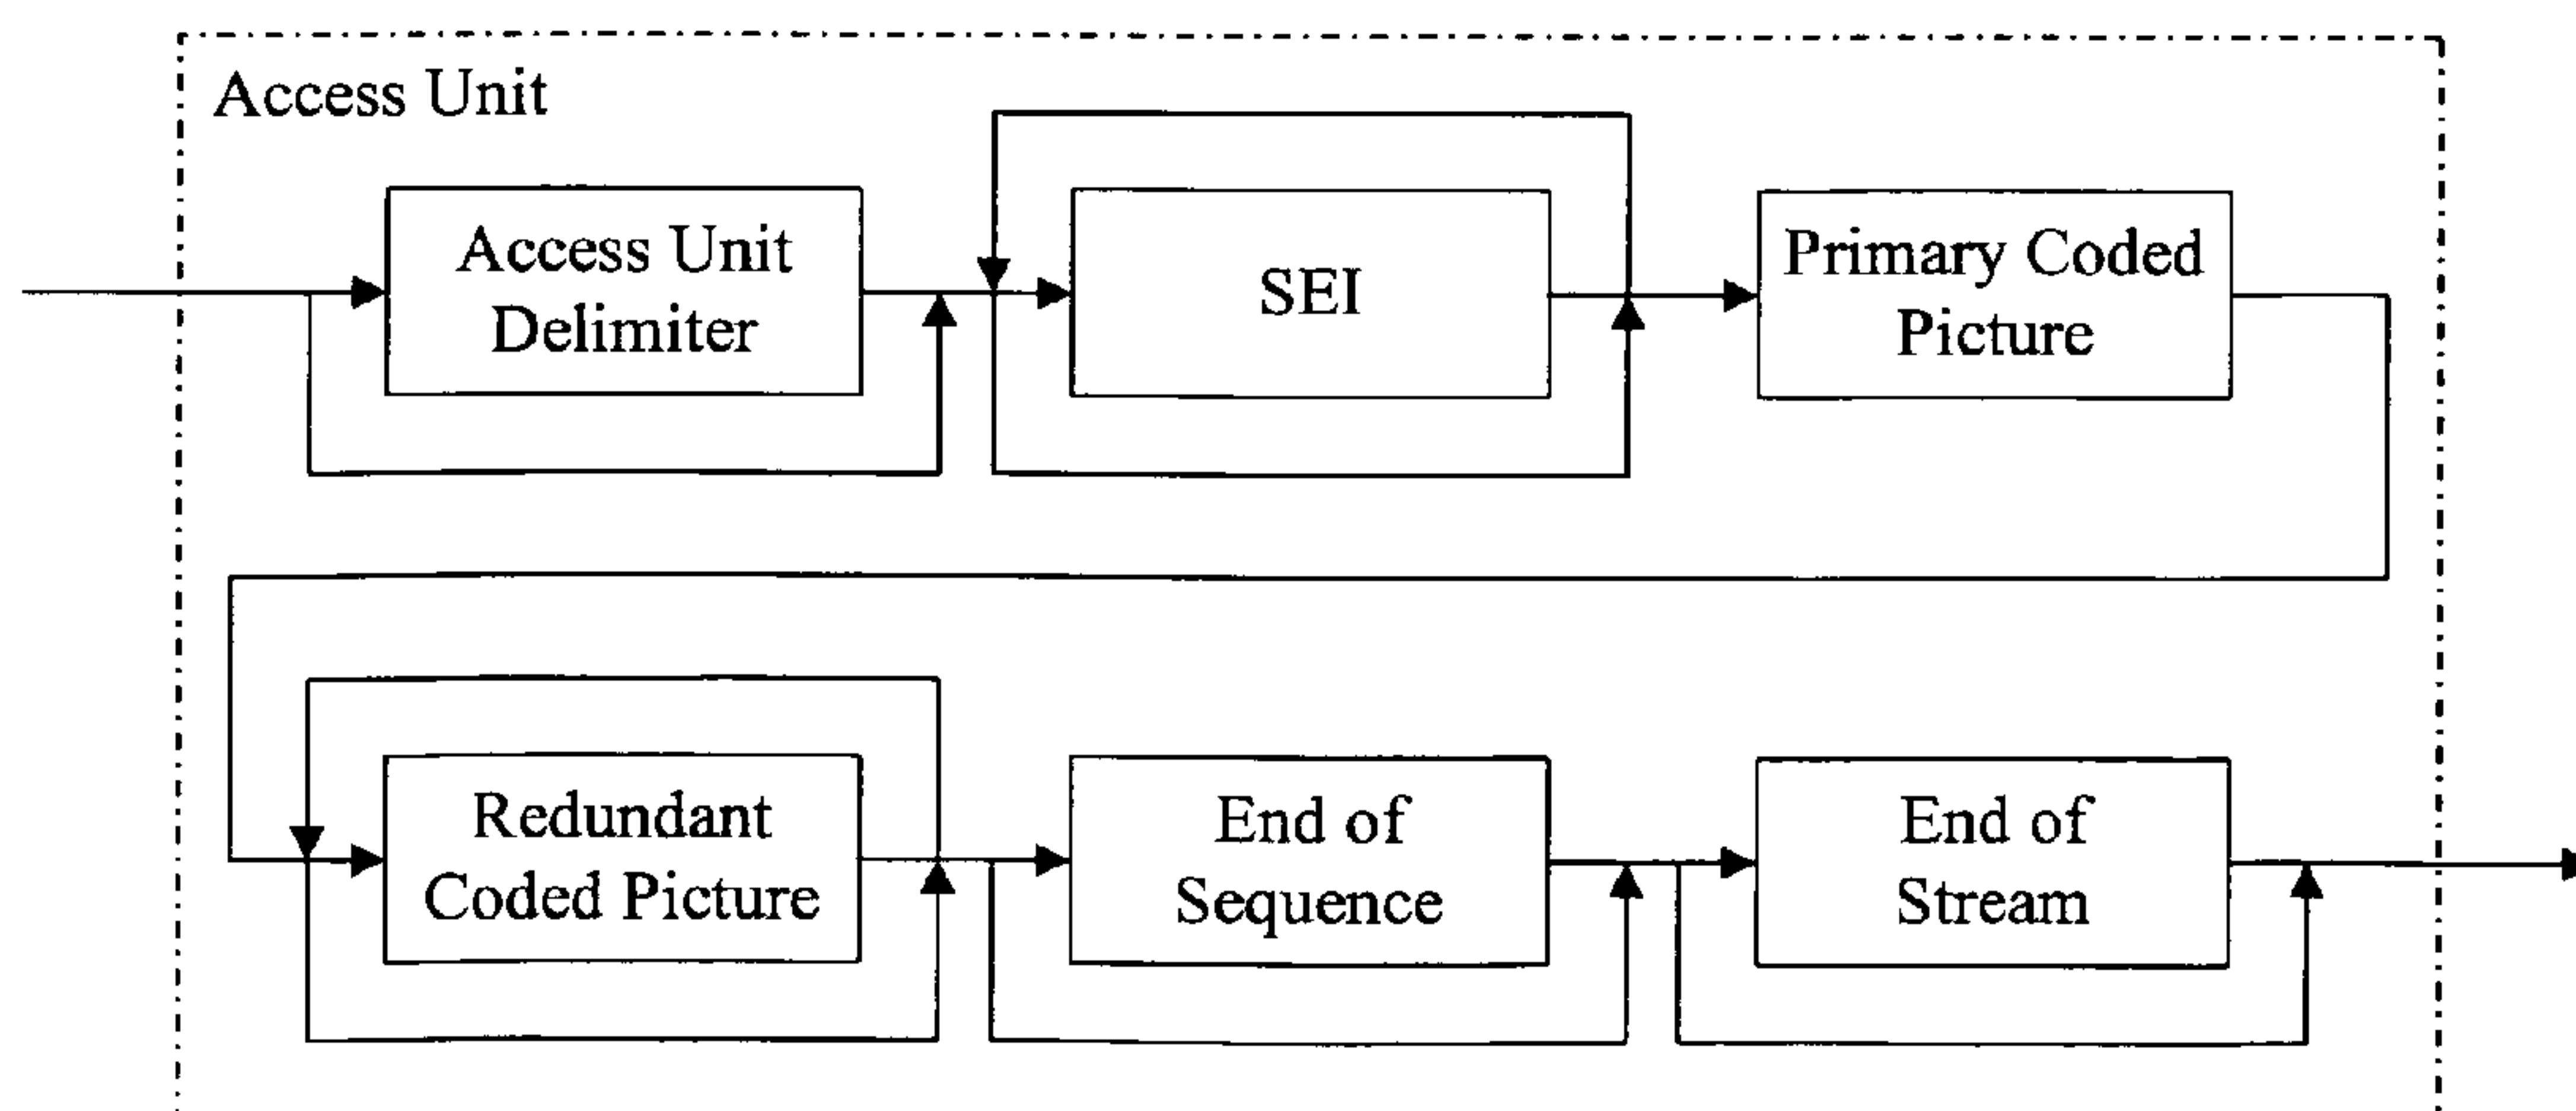 Access Unit
Access Unit
Delimiter
SEI
Primary Coded
Picture
Redundant
Coded Picture
End of
Sequence
End of
Stream